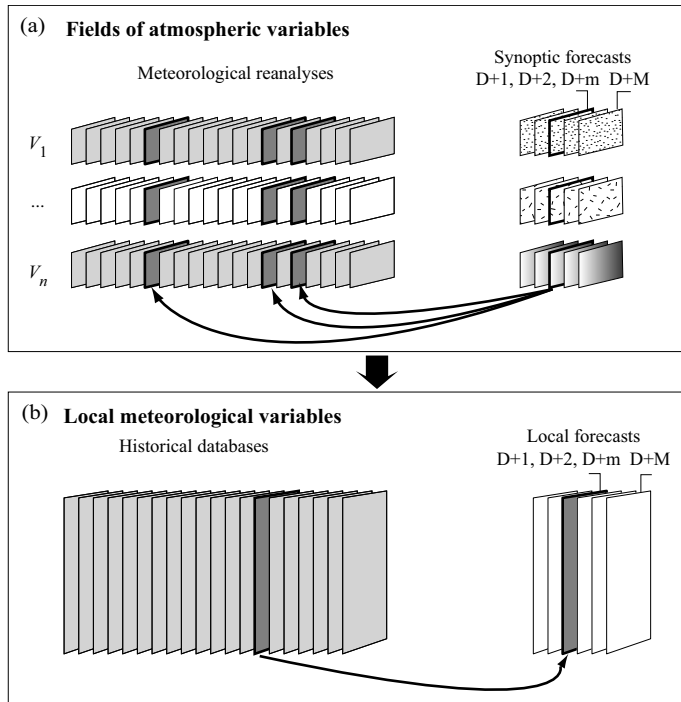 (a) Fields of atmospheric variables
Meteorological reanalyses
Synoptic forecasts
D+1, D+2, D+m D+M
V1
...
Vn
(b) Local meteorological variables
Historical databases
Local forecasts
D+1, D+2, D+m D+M